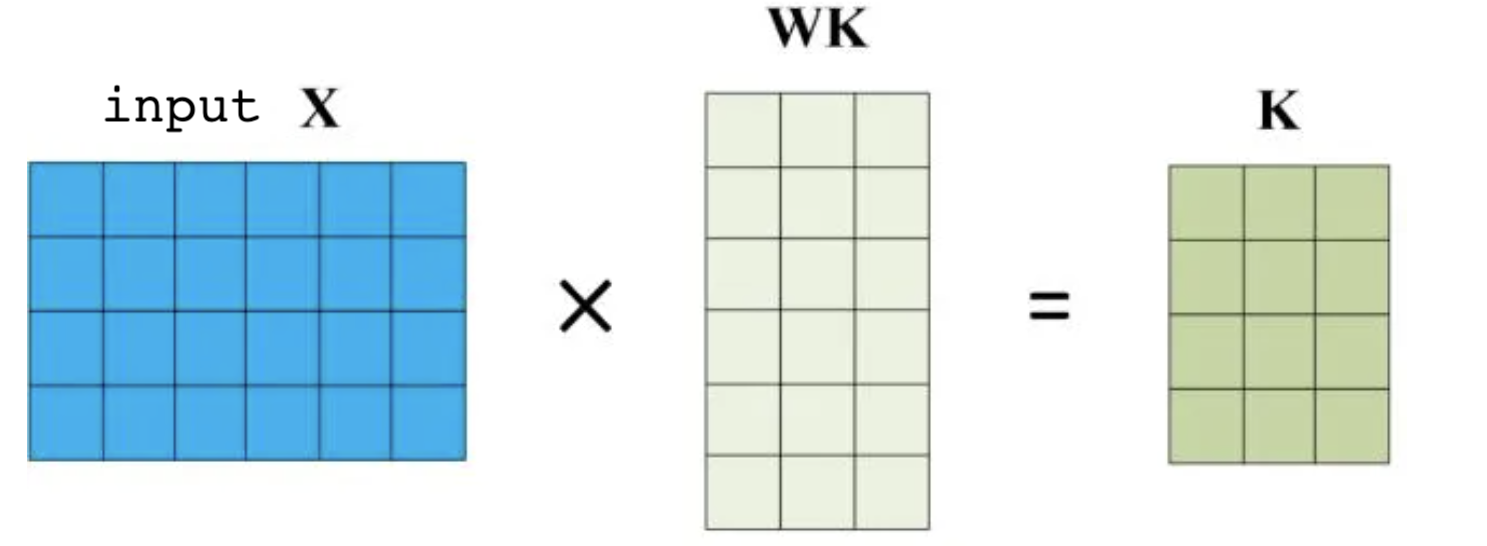 input X
×
WK
=
K